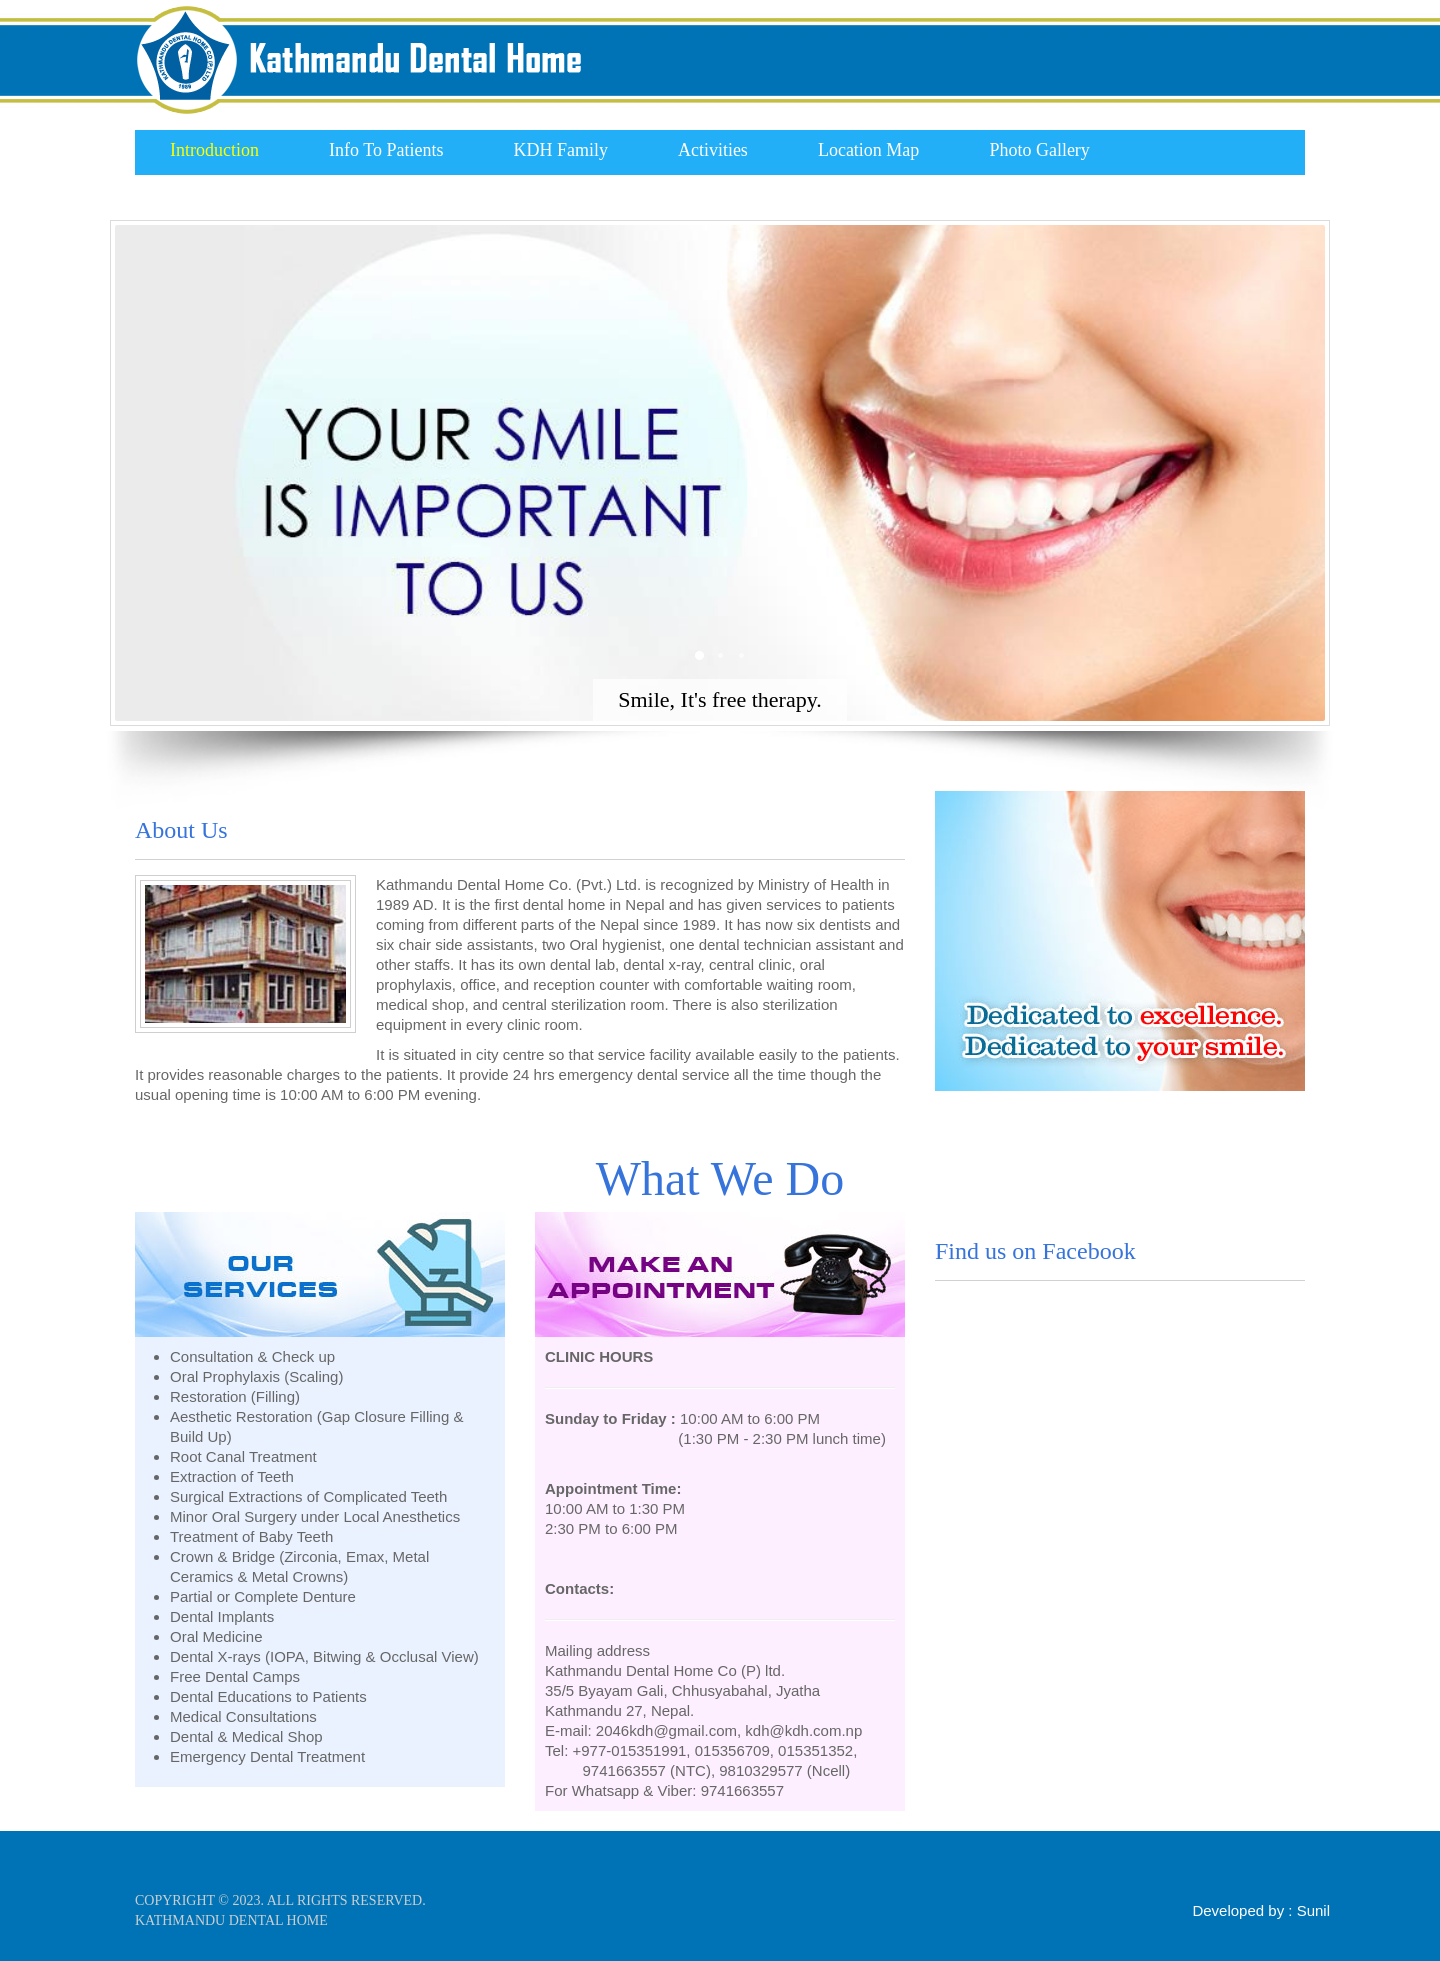 KATHMANDU DENTAL HOME CO.(P) LTD.
1989
Kathmandu Dental Home
Introduction Info To Patients KDH Family Activities Location Map Photo Gallery
YOUR SMILE
IS IMPORTANT
TO US
Smile, It's free therapy.
About Us
Kathmandu Dental Home Co. (Pvt.) Ltd. is recognized by Ministry of Health in
1989 AD. It is the first dental home in Nepal and has given services to patients
coming from different parts of the Nepal since 1989. It has now six dentists and
six chair side assistants, two Oral hygienist, one dental technician assistant and
other staffs. It has its own dental lab, dental x-ray, central clinic, oral
prophylaxis, office, and reception counter with comfortable waiting room,
medical shop, and central sterilization room. There is also sterilization
equipment in every clinic room.
It is situated in city centre so that service facility available easily to the patients.
It provides reasonable charges to the patients. It provide 24 hrs emergency dental service all the time though the
usual opening time is 10:00 AM to 6:00 PM evening.
Dedicated to excellence.
Dedicated to your smile.
What We Do
OUR
SERVICES
Consultation & Check up
Oral Prophylaxis (Scaling)
Restoration (Filling)
Aesthetic Restoration (Gap Closure Filling &
Build Up)
Root Canal Treatment
Extraction of Teeth
Surgical Extractions of Complicated Teeth
Minor Oral Surgery under Local Anesthetics
Treatment of Baby Teeth
Crown & Bridge (Zirconia, Emax, Metal
Ceramics & Metal Crowns)
Partial or Complete Denture
Dental Implants
Oral Medicine
Dental X-rays (IOPA, Bitwing & Occlusal View)
Free Dental Camps
Dental Educations to Patients
Medical Consultations
Dental & Medical Shop
Emergency Dental Treatment
MAKE AN
APPOINTMENT
CLINIC HOURS
Sunday to Friday : 10:00 AM to 6:00 PM
(1:30 PM - 2:30 PM lunch time)
Appointment Time:
10:00 AM to 1:30 PM
2:30 PM to 6:00 PM
Contacts:
Mailing address
Kathmandu Dental Home Co (P) ltd.
35/5 Byayam Gali, Chhusyabahal, Jyatha
Kathmandu 27, Nepal.
E-mail: 2046kdh@gmail.com, kdh@kdh.com.np
Tel: +977-015351991, 015356709, 015351352,
9741663557 (NTC), 9810329577 (Ncell)
For Whatsapp & Viber: 9741663557
Find us on Facebook
COPYRIGHT © 2023. ALL RIGHTS RESERVED.
KATHMANDU DENTAL HOME
Developed by : Sunil